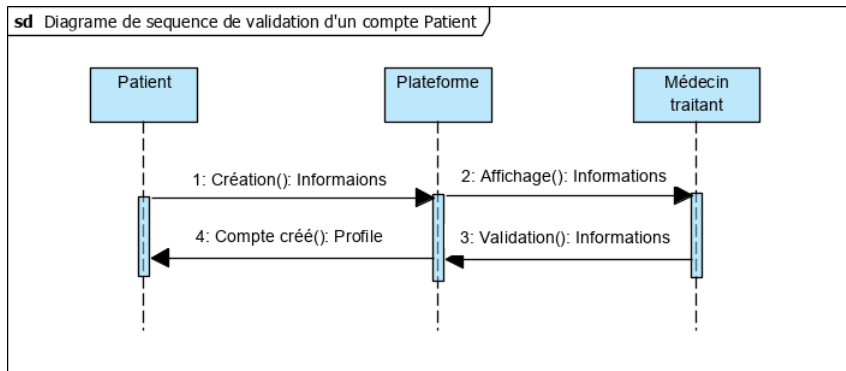 sd Diagrame de sequence de validation d'un compte Patient
Patient
Plateforme
Médecin
traitant
1: Création(): Informaions
2: Affichage(): Informations
4: Compte créé(): Profile
3: Validation(): Informations